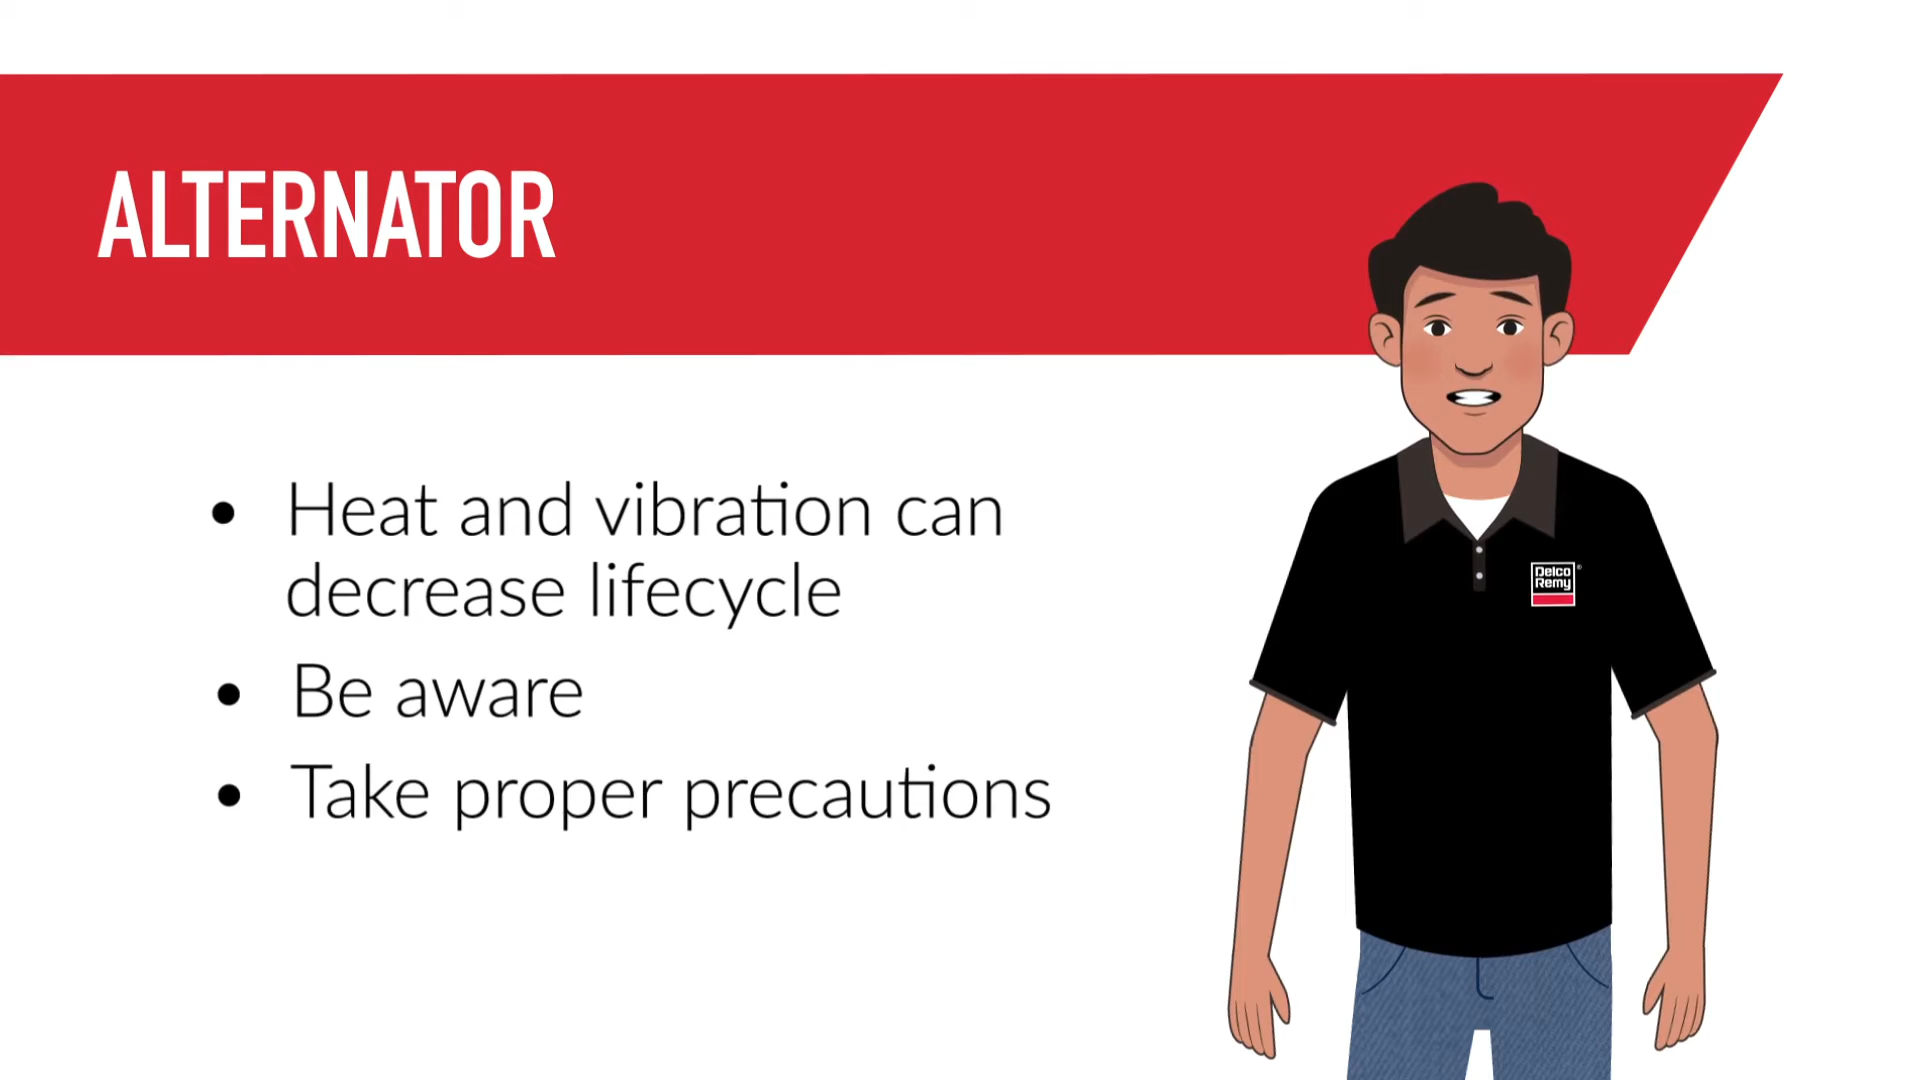 ALTERNATOR
• Heat and vibration can
decrease lifecycle
• Be aware
• Take proper precautions
Delco
Remy
®